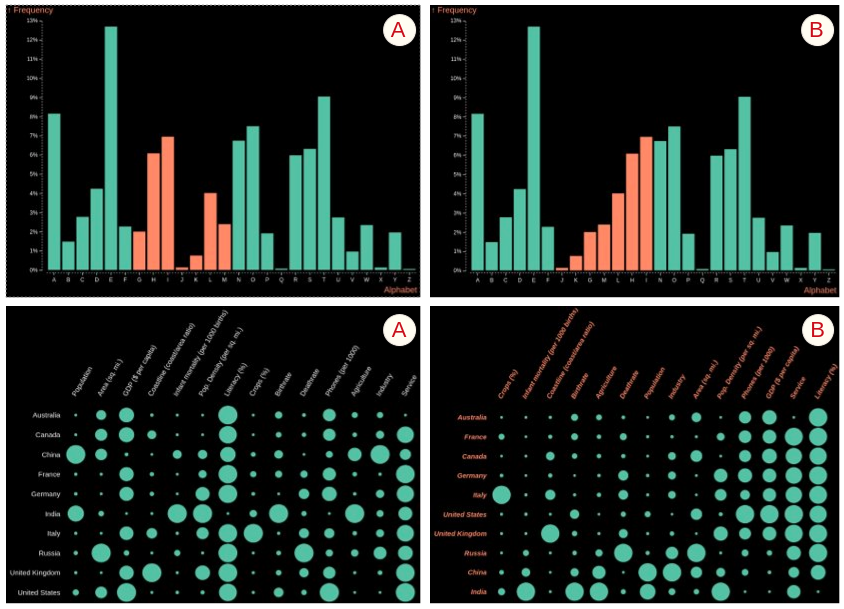 ↑ Frequency
A
13%
12%
11%
10%
9%
8%
7%
6%
5%
4%
3%
2%
1%
0%
A B C D E F G H I J K L M N O P Q R S T U V W X Y Z
Alphabet
↑ Frequency
B
13%
12%
11%
10%
9%
8%
7%
6%
5%
4%
3%
2%
1%
0%
A B C D E F J K G M L H I N O P Q R S T U V W X Y Z
Alphabet
A
Population
Area (sq. mi.)
GDP ($ per capita)
Coastline (coast/area ratio)
Infant mortality (per 1000 births)
Pop. Density (per sq. mi.)
Literacy (%)
Crops (%)
Birthrate
Deathrate
Phones (per 1000)
Agriculture
Industry
Service
Australia
Canada
China
France
Germany
India
Italy
Russia
United Kingdom
United States
B
Crops (%)
Infant mortality (per 1000 births)
Coastline (coast/area ratio)
Birthrate
Agriculture
Deathrate
Population
Industry
Area (sq. mi.)
Pop. Density (per sq. mi.)
Phones (per 1000)
GDP ($ per capita)
Service
Literacy (%)
Australia
France
Canada
Germany
Italy
United States
United Kingdom
Russia
China
India